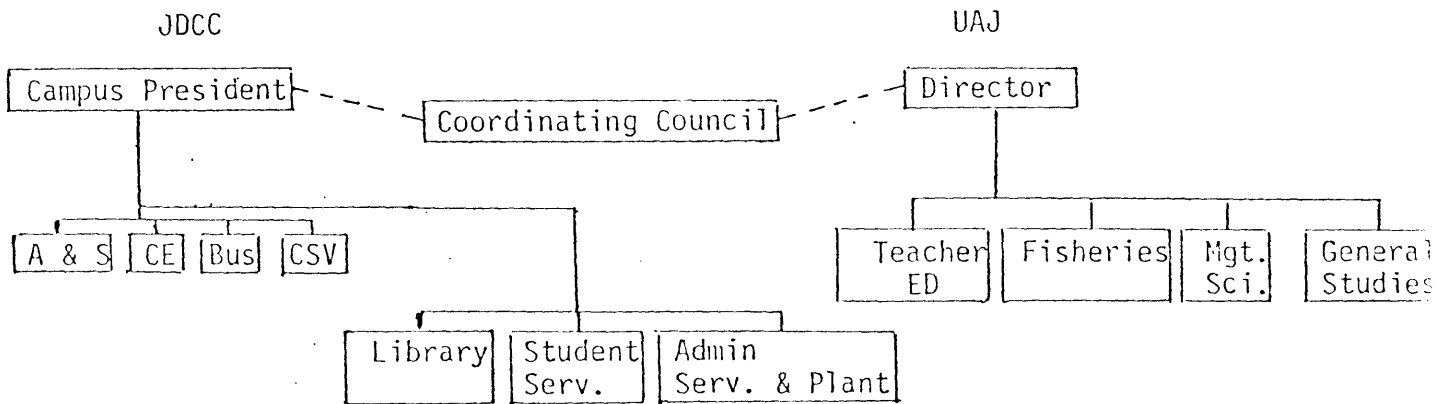 JDCC UAJ
Campus President Director
Coordinating Council
A & S CE Bus CSV Teacher Fisheries Mgt. General
ED Sci. Studies
Library Student Admin
Serv. Serv. & Plant